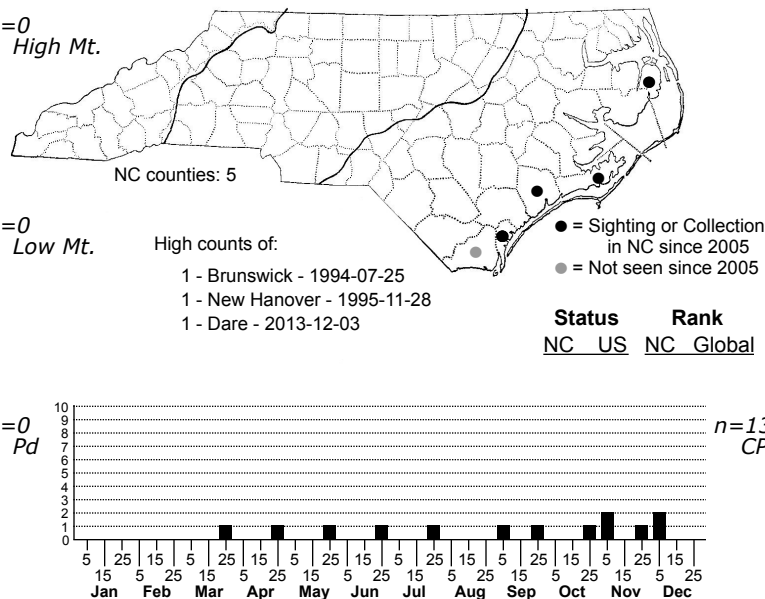 =0
High Mt.
NC counties: 5
=0
Low Mt.
High counts of:
1 - Brunswick - 1994-07-25
1 - New Hanover - 1995-11-28
1 - Dare - 2013-12-03
= Sighting or Collection
in NC since 2005
= Not seen since 2005
Status Rank
NC US NC Global
=0
Pd
n=13
CP
10
9
8
7
6
5
4
3
2
1
0
5 25 15 5 25 15 5 25 15 5 25 15 5 25 15 5 25 15
15 5 25 15 5 25 15 5 25 15 5 25 15 5 25 15 5 25
Jan Feb Mar Apr May Jun Jul Aug Sep Oct Nov Dec